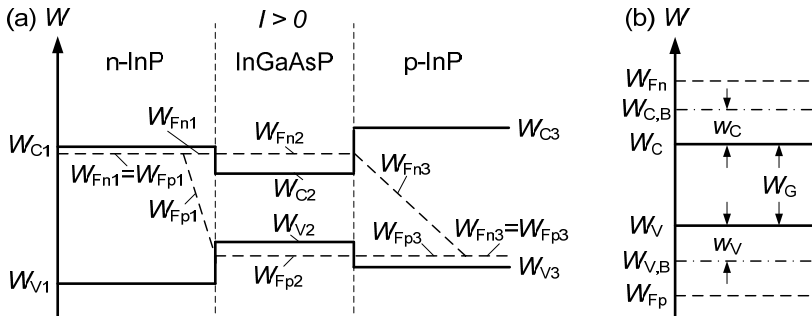 (a) W
I > 0
n-InP
InGaAsP
p-InP
W_C1
W_Fn1
W_Fn2
W_C3
W_Fn1=W_Fp1
W_Fp1
W_C2
W_Fn3
W_V2
W_Fp3
W_Fn3=W_Fp3
W_Fp2
W_V1
W_V3
(b) W
W_Fn
W_C,B
w_C
W_C
W_G
W_V
w_V
W_V,B
W_Fp